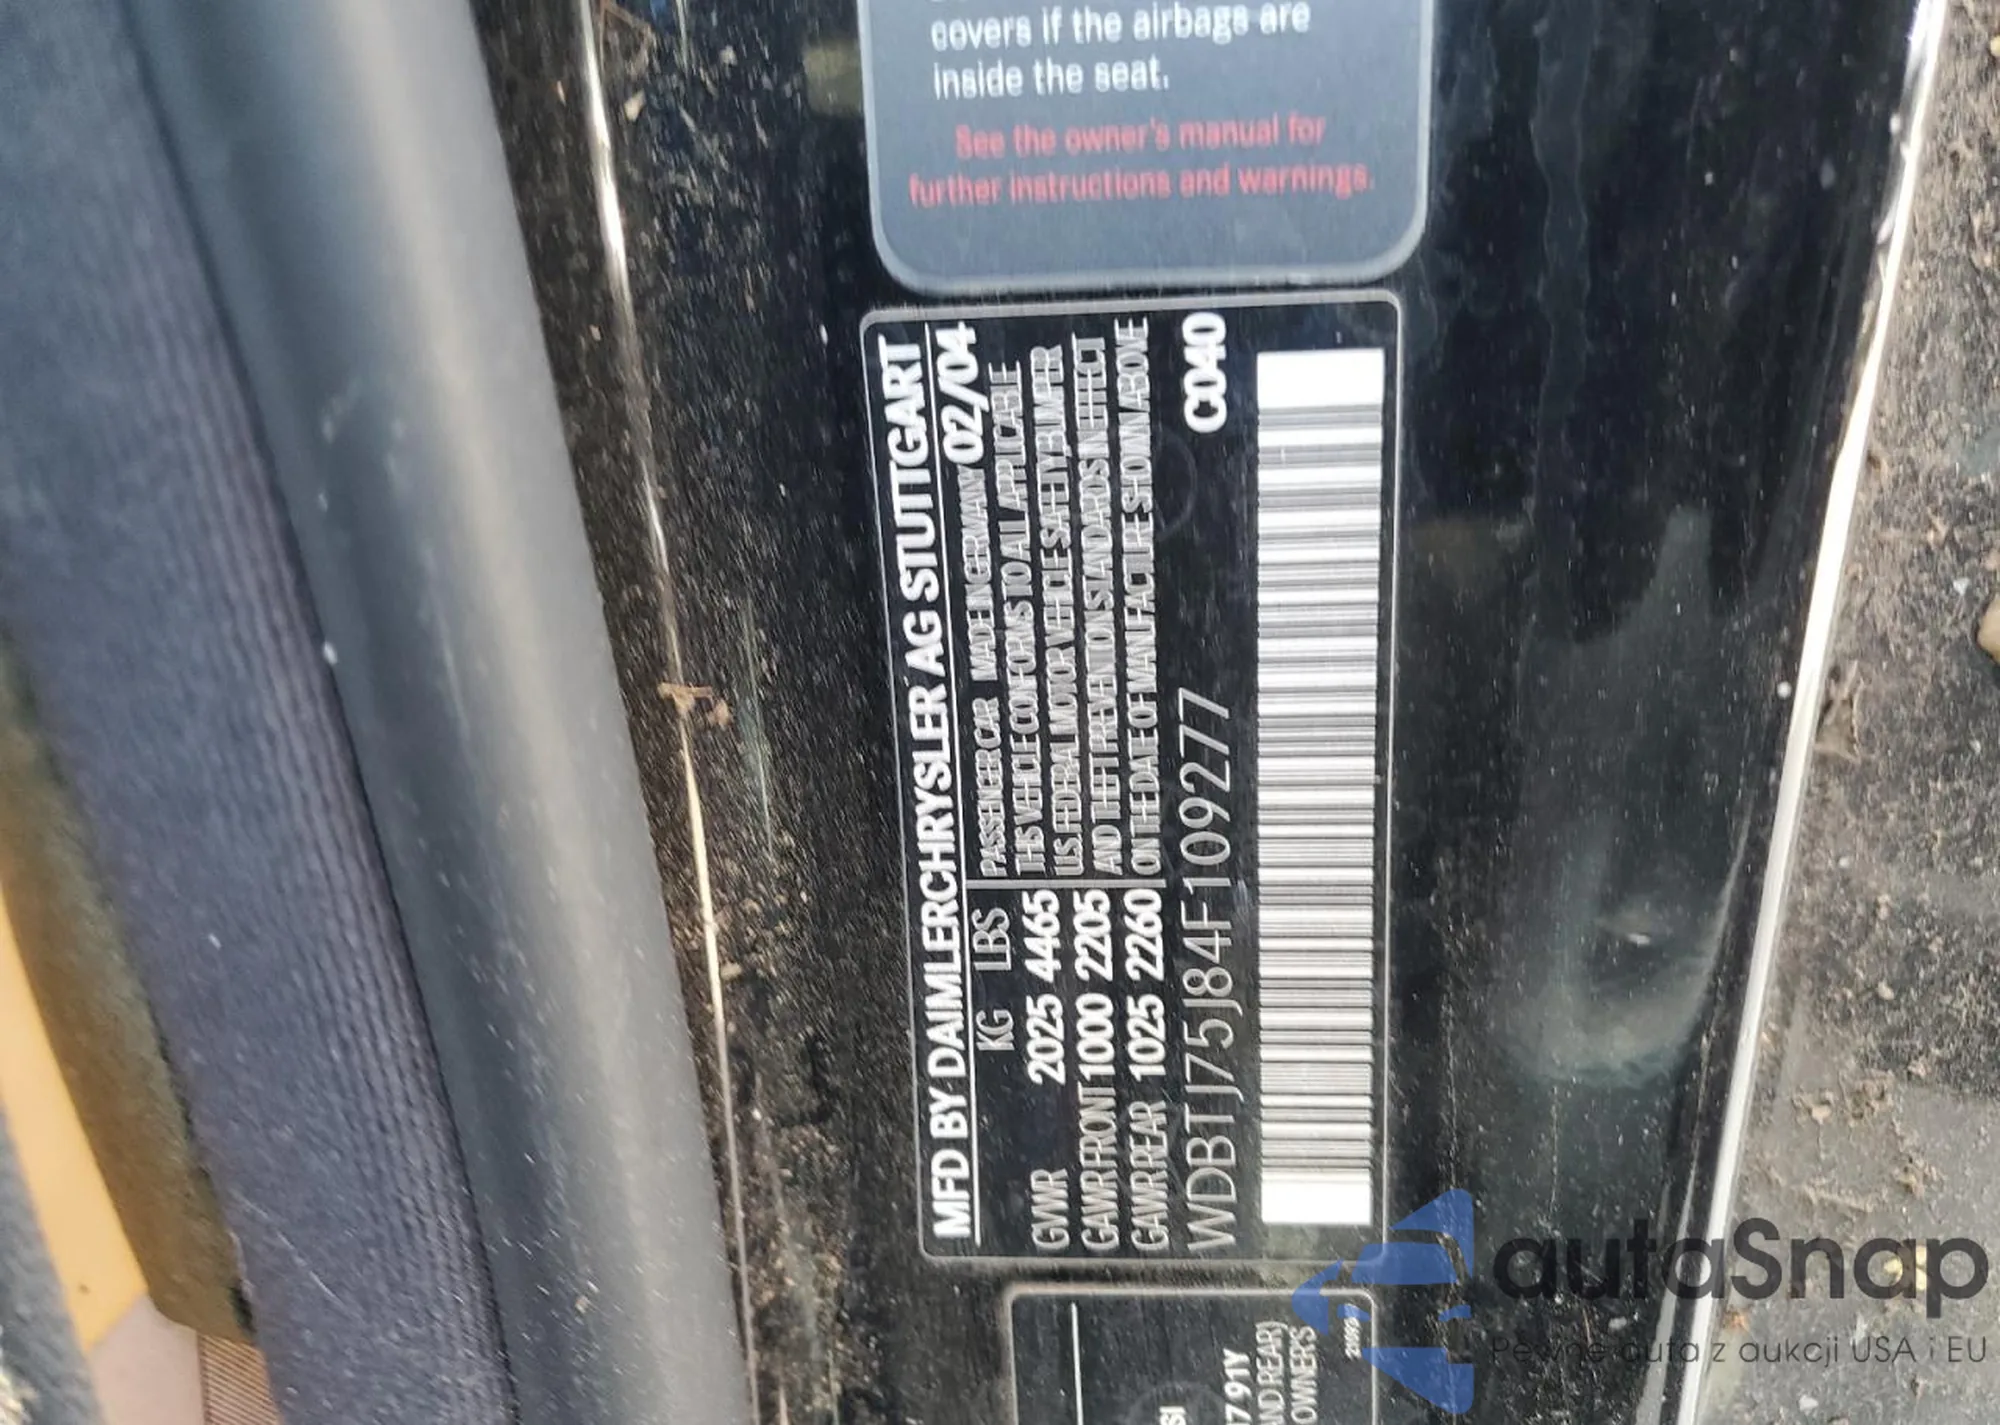 covers if the airbags are
inside the seat.
See the owner's manual for
further instructions and warnings.
MFD BY DAIMLERCHRYSLER AG STUTTGART
KG LBS
GVWR 2025 4465
GAWR FRONT 1000 2205
GAWR REAR 1025 2260
PASSENGER CAR MADE IN GERMANY 02/04
THIS VEHICLE CONFORMS TO ALL APPLICABLE
U.S. FEDERAL MOTOR VEHICLE SAFETY, BUMPER
AND THEFT PREVENTION STANDARDS IN EFFECT
ON THE DATE OF MANUFACTURE SHOWN ABOVE
WDBTJ75J84F109277
C040
AND REAR)
OWNERS
autaSnap
Pewne auta z aukcji USA i EU